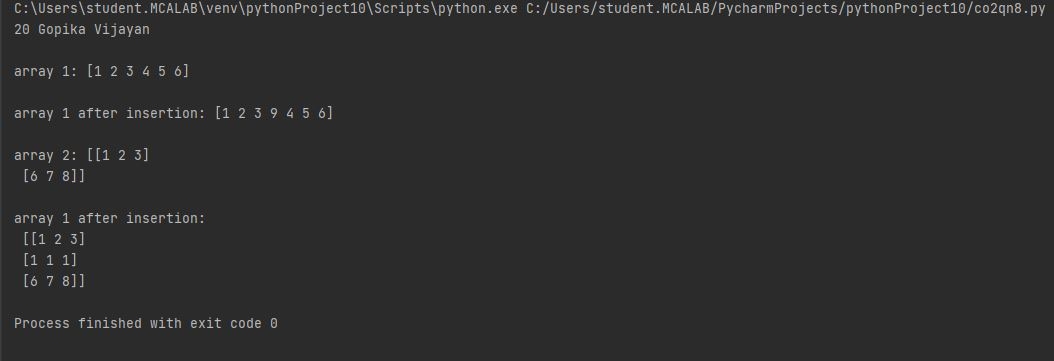 C:\Users\student.MCALAB\venv\pythonProject10\Scripts\python.exe C:/Users/student.MCALAB/PycharmProjects/pythonProject10/co2qn8.py
20 Gopika Vijayan
array 1: [1 2 3 4 5 6]
array 1 after insertion: [1 2 3 9 4 5 6]
array 2: [[1 2 3]
[6 7 8]]
array 1 after insertion:
[[1 2 3]
[1 1 1]
[6 7 8]]
Process finished with exit code 0